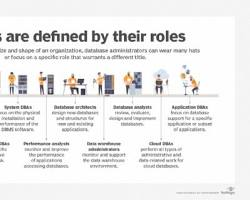 s are defined by their roles
ize and shape of an organization, database administrators can wear many hats
or focus on a specific role that warrants a different title.
System DBAs
focus on the physical
installation and
performance of the
DBMS software.
Database architects
design new databases
and structures for
new and existing
applications.
Database analysts
review, evaluate,
design and implement
databases.
Application DBAs
focus on database
support for a specific
application or subset
of applications.
BAs
Performance analysts
monitor and improve
the performance
of applications
accessing databases.
Data warehouse
administrators
monitor and support
the data warehouse
environment.
Cloud DBAs
perform all types of
administrative and
data-related work for
cloud databases.